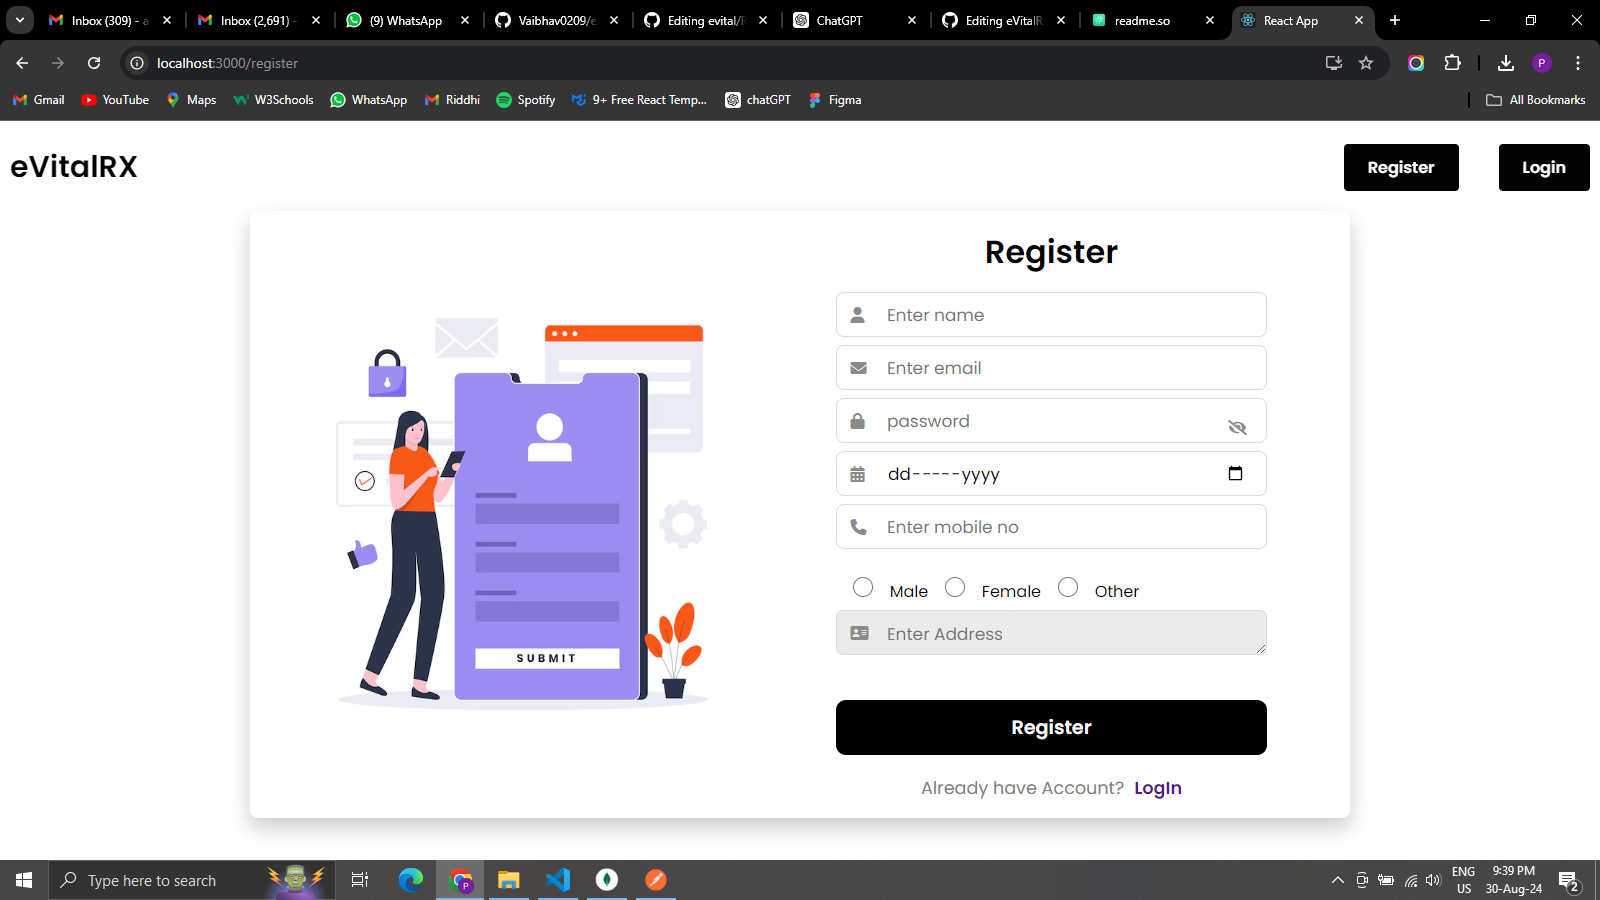 Inbox (309) - a
Inbox (2,691) -
(9) WhatsApp
Vaibhav0209/e
Editing evital/R
ChatGPT
Editing eVitalR
readme.so
React App
localhost:3000/register
P
Gmail
YouTube
Maps
W3Schools
WhatsApp
Riddhi
Spotify
9+ Free React Temp...
chatGPT
Figma
All Bookmarks
eVitalRX
Register
Login
Register
Enter name
Enter email
password
dd-----yyyy
Enter mobile no
Male
Female
Other
Enter Address
SUBMIT
Register
Already have Account? LogIn
Type here to search
P
ENG
US
9:39 PM
30-Aug-24
2